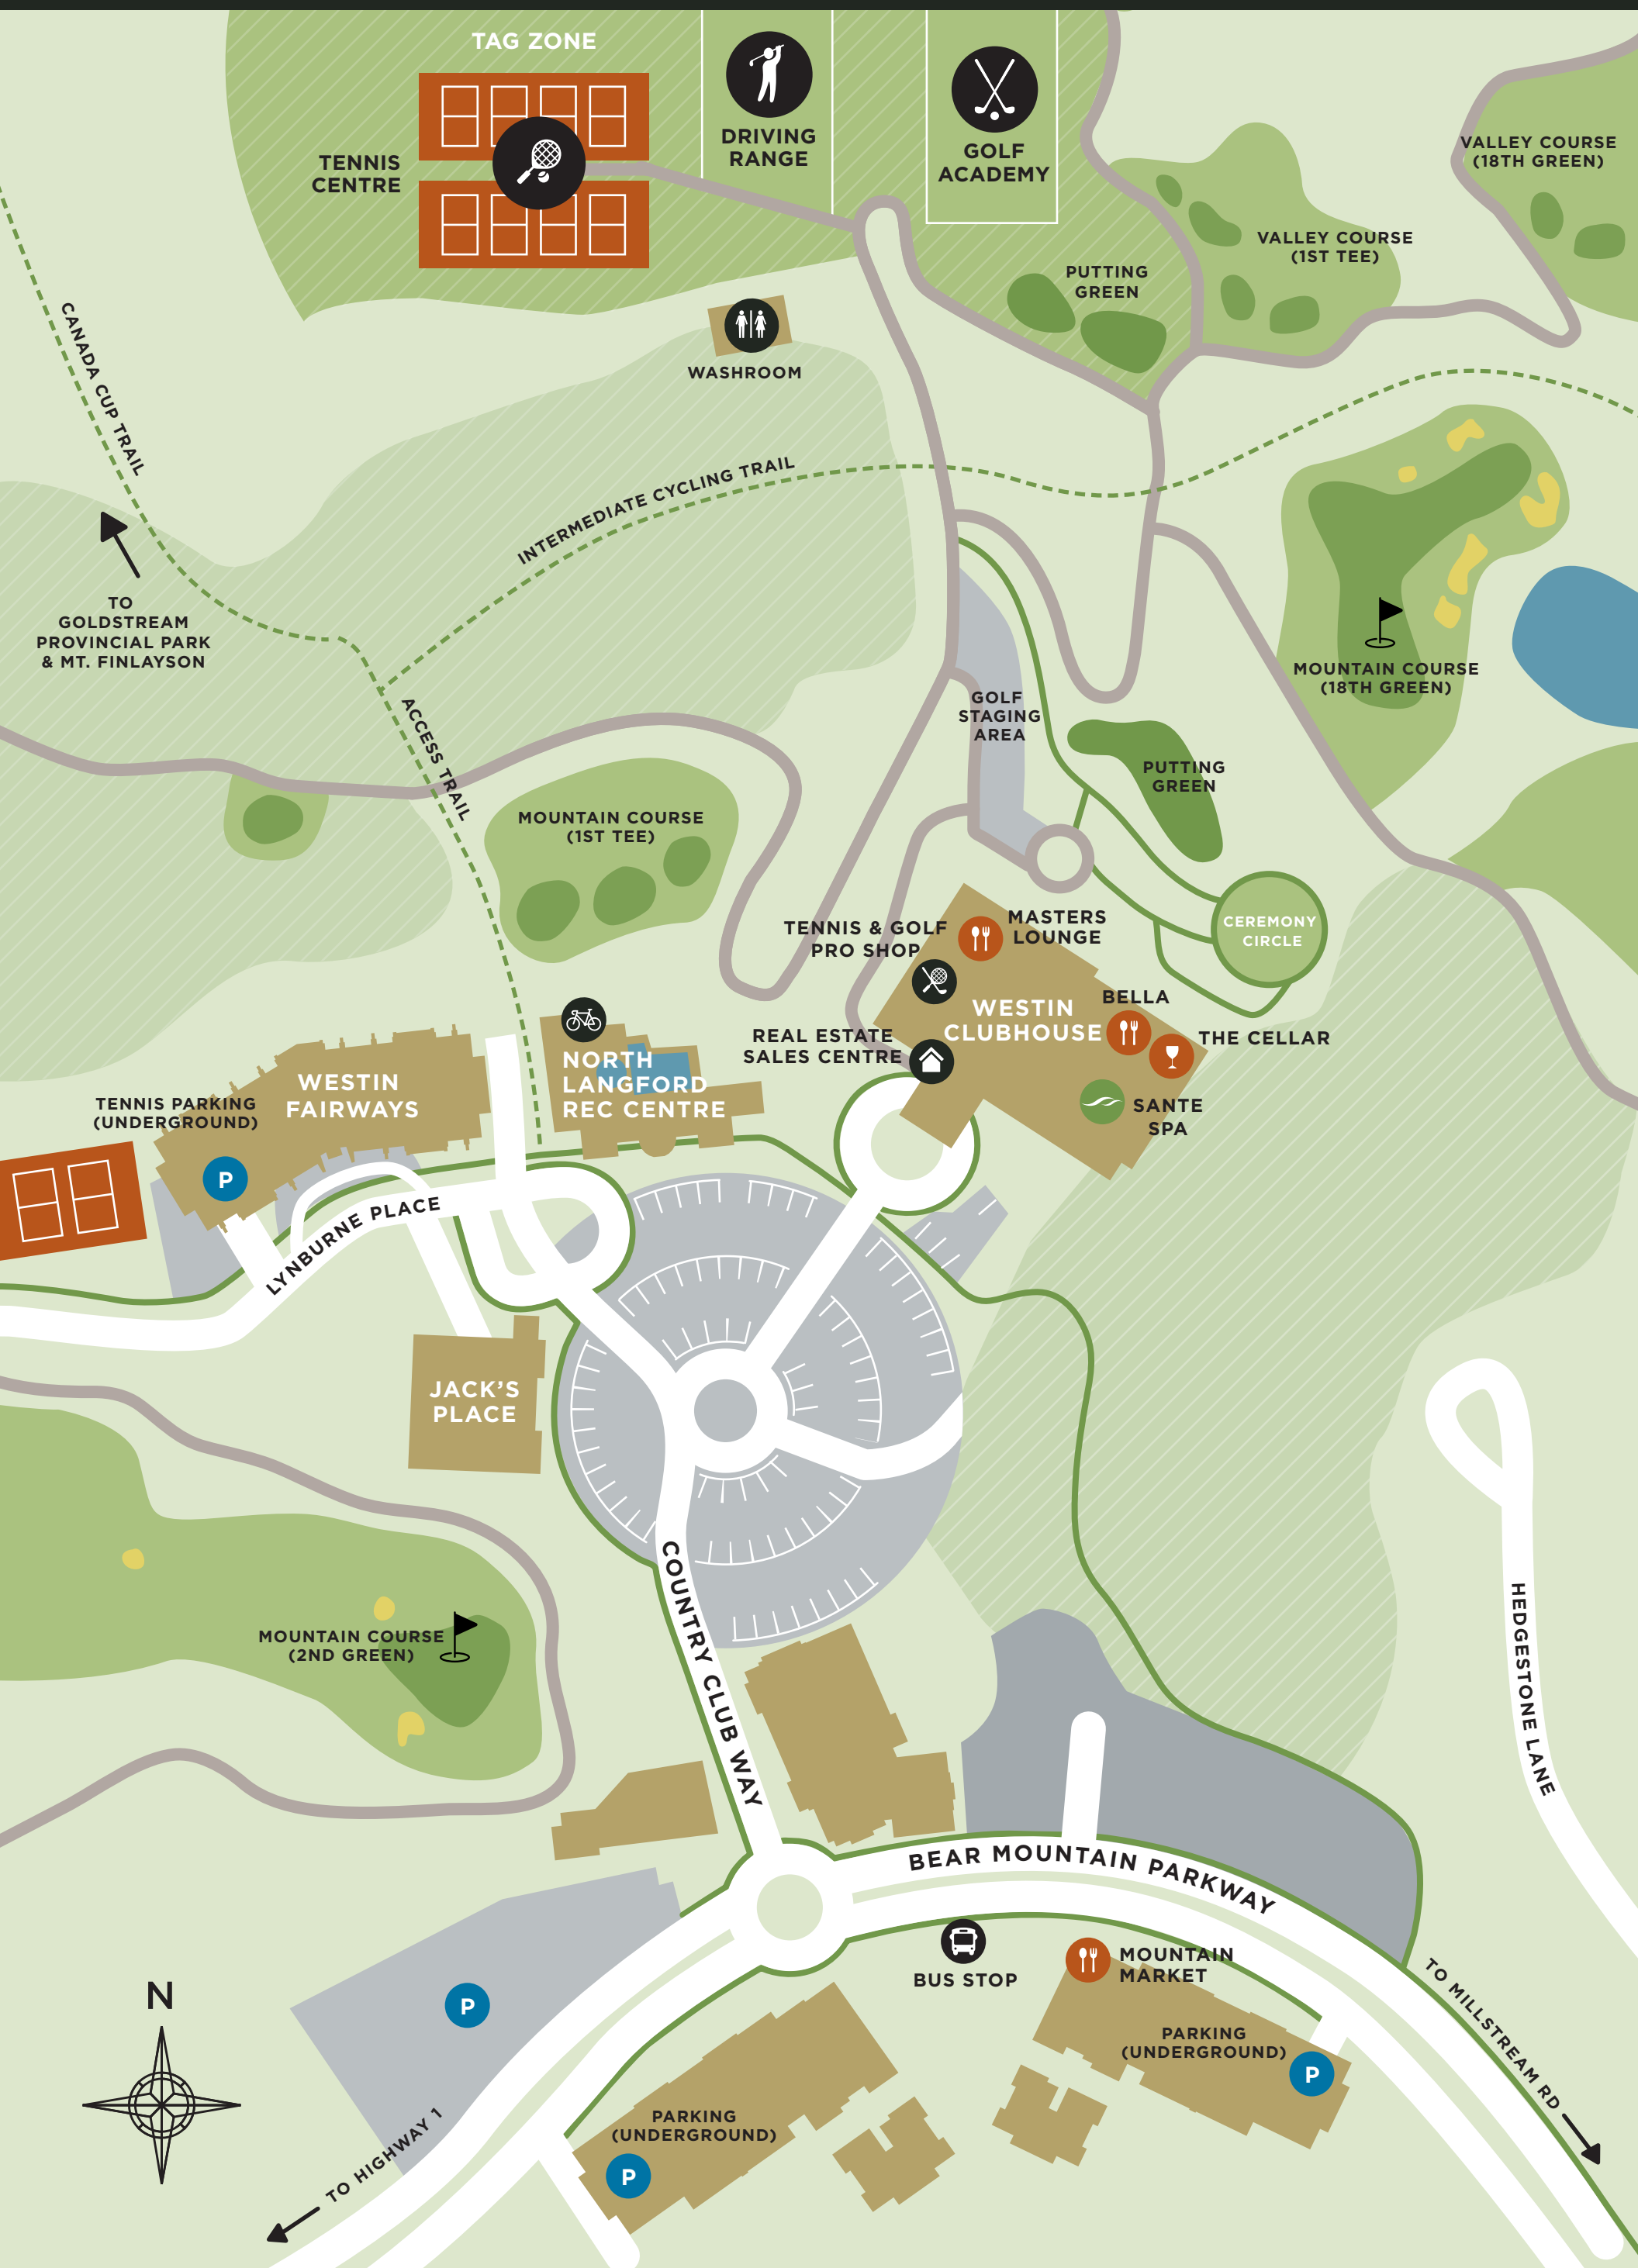 TAG ZONE
TENNIS
CENTRE
DRIVING
RANGE
GOLF
ACADEMY
VALLEY COURSE
(18TH GREEN)
VALLEY COURSE
(1ST TEE)
PUTTING
GREEN
WASHROOM
CANADA CUP TRAIL
INTERMEDIATE CYCLING TRAIL
TO
GOLDSTREAM
PROVINCIAL PARK
& MT. FINLAYSON
MOUNTAIN COURSE
(18TH GREEN)
ACCESS TRAIL
GOLF
STAGING
AREA
PUTTING
GREEN
MOUNTAIN COURSE
(1ST TEE)
TENNIS & GOLF
PRO SHOP
MASTERS
LOUNGE
CEREMONY
CIRCLE
WESTIN
CLUBHOUSE
BELLA
THE CELLAR
REAL ESTATE
SALES CENTRE
SANTE
SPA
NORTH
LANGFORD
REC CENTRE
WESTIN
FAIRWAYS
TENNIS PARKING
(UNDERGROUND)
P
LYNBURNE PLACE
JACK'S
PLACE
COUNTRY CLUB WAY
MOUNTAIN COURSE
(2ND GREEN)
HEDGESTONE LANE
BEAR MOUNTAIN PARKWAY
BUS STOP
MOUNTAIN
MARKET
PARKING
(UNDERGROUND)
P
TO MILLSTREAM RD
N
P
TO HIGHWAY 1
PARKING
(UNDERGROUND)
P